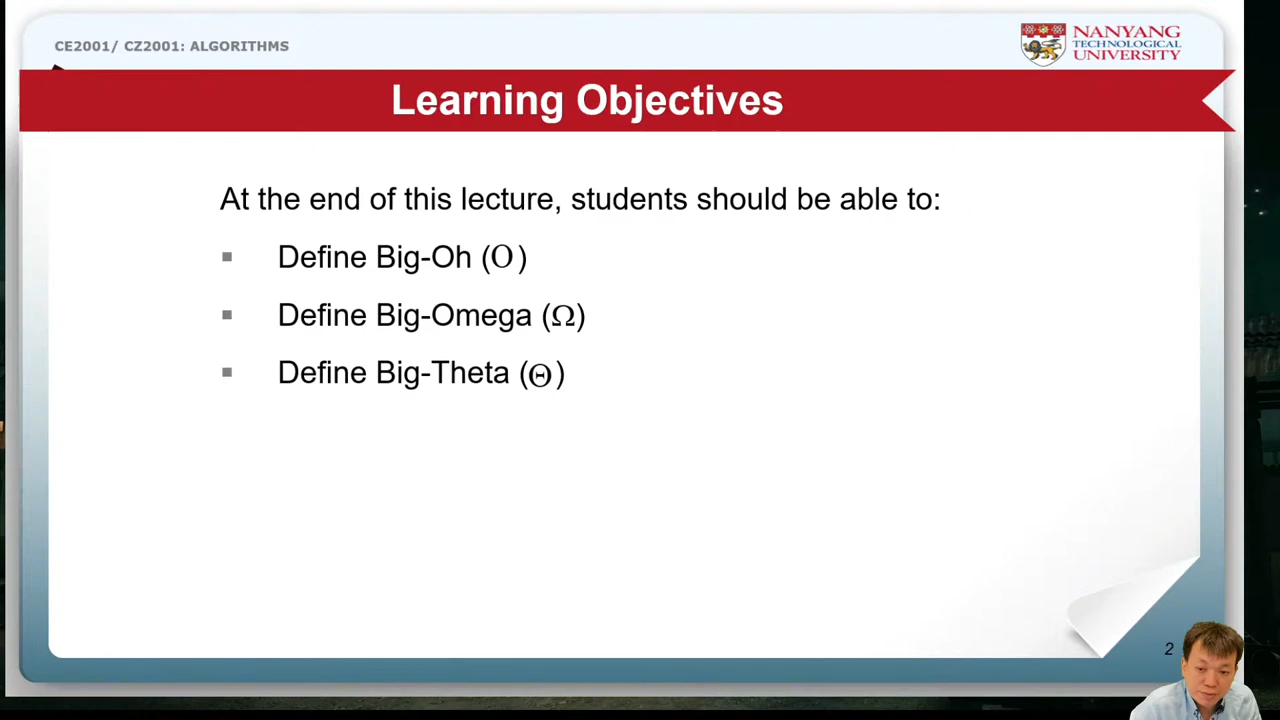 CE2001/ CZ2001: ALGORITHMS
NANYANG
TECHNOLOGICAL
UNIVERSITY
Learning Objectives
At the end of this lecture, students should be able to:
▪ Define Big-Oh (O)
▪ Define Big-Omega (Ω)
▪ Define Big-Theta (Θ)
2